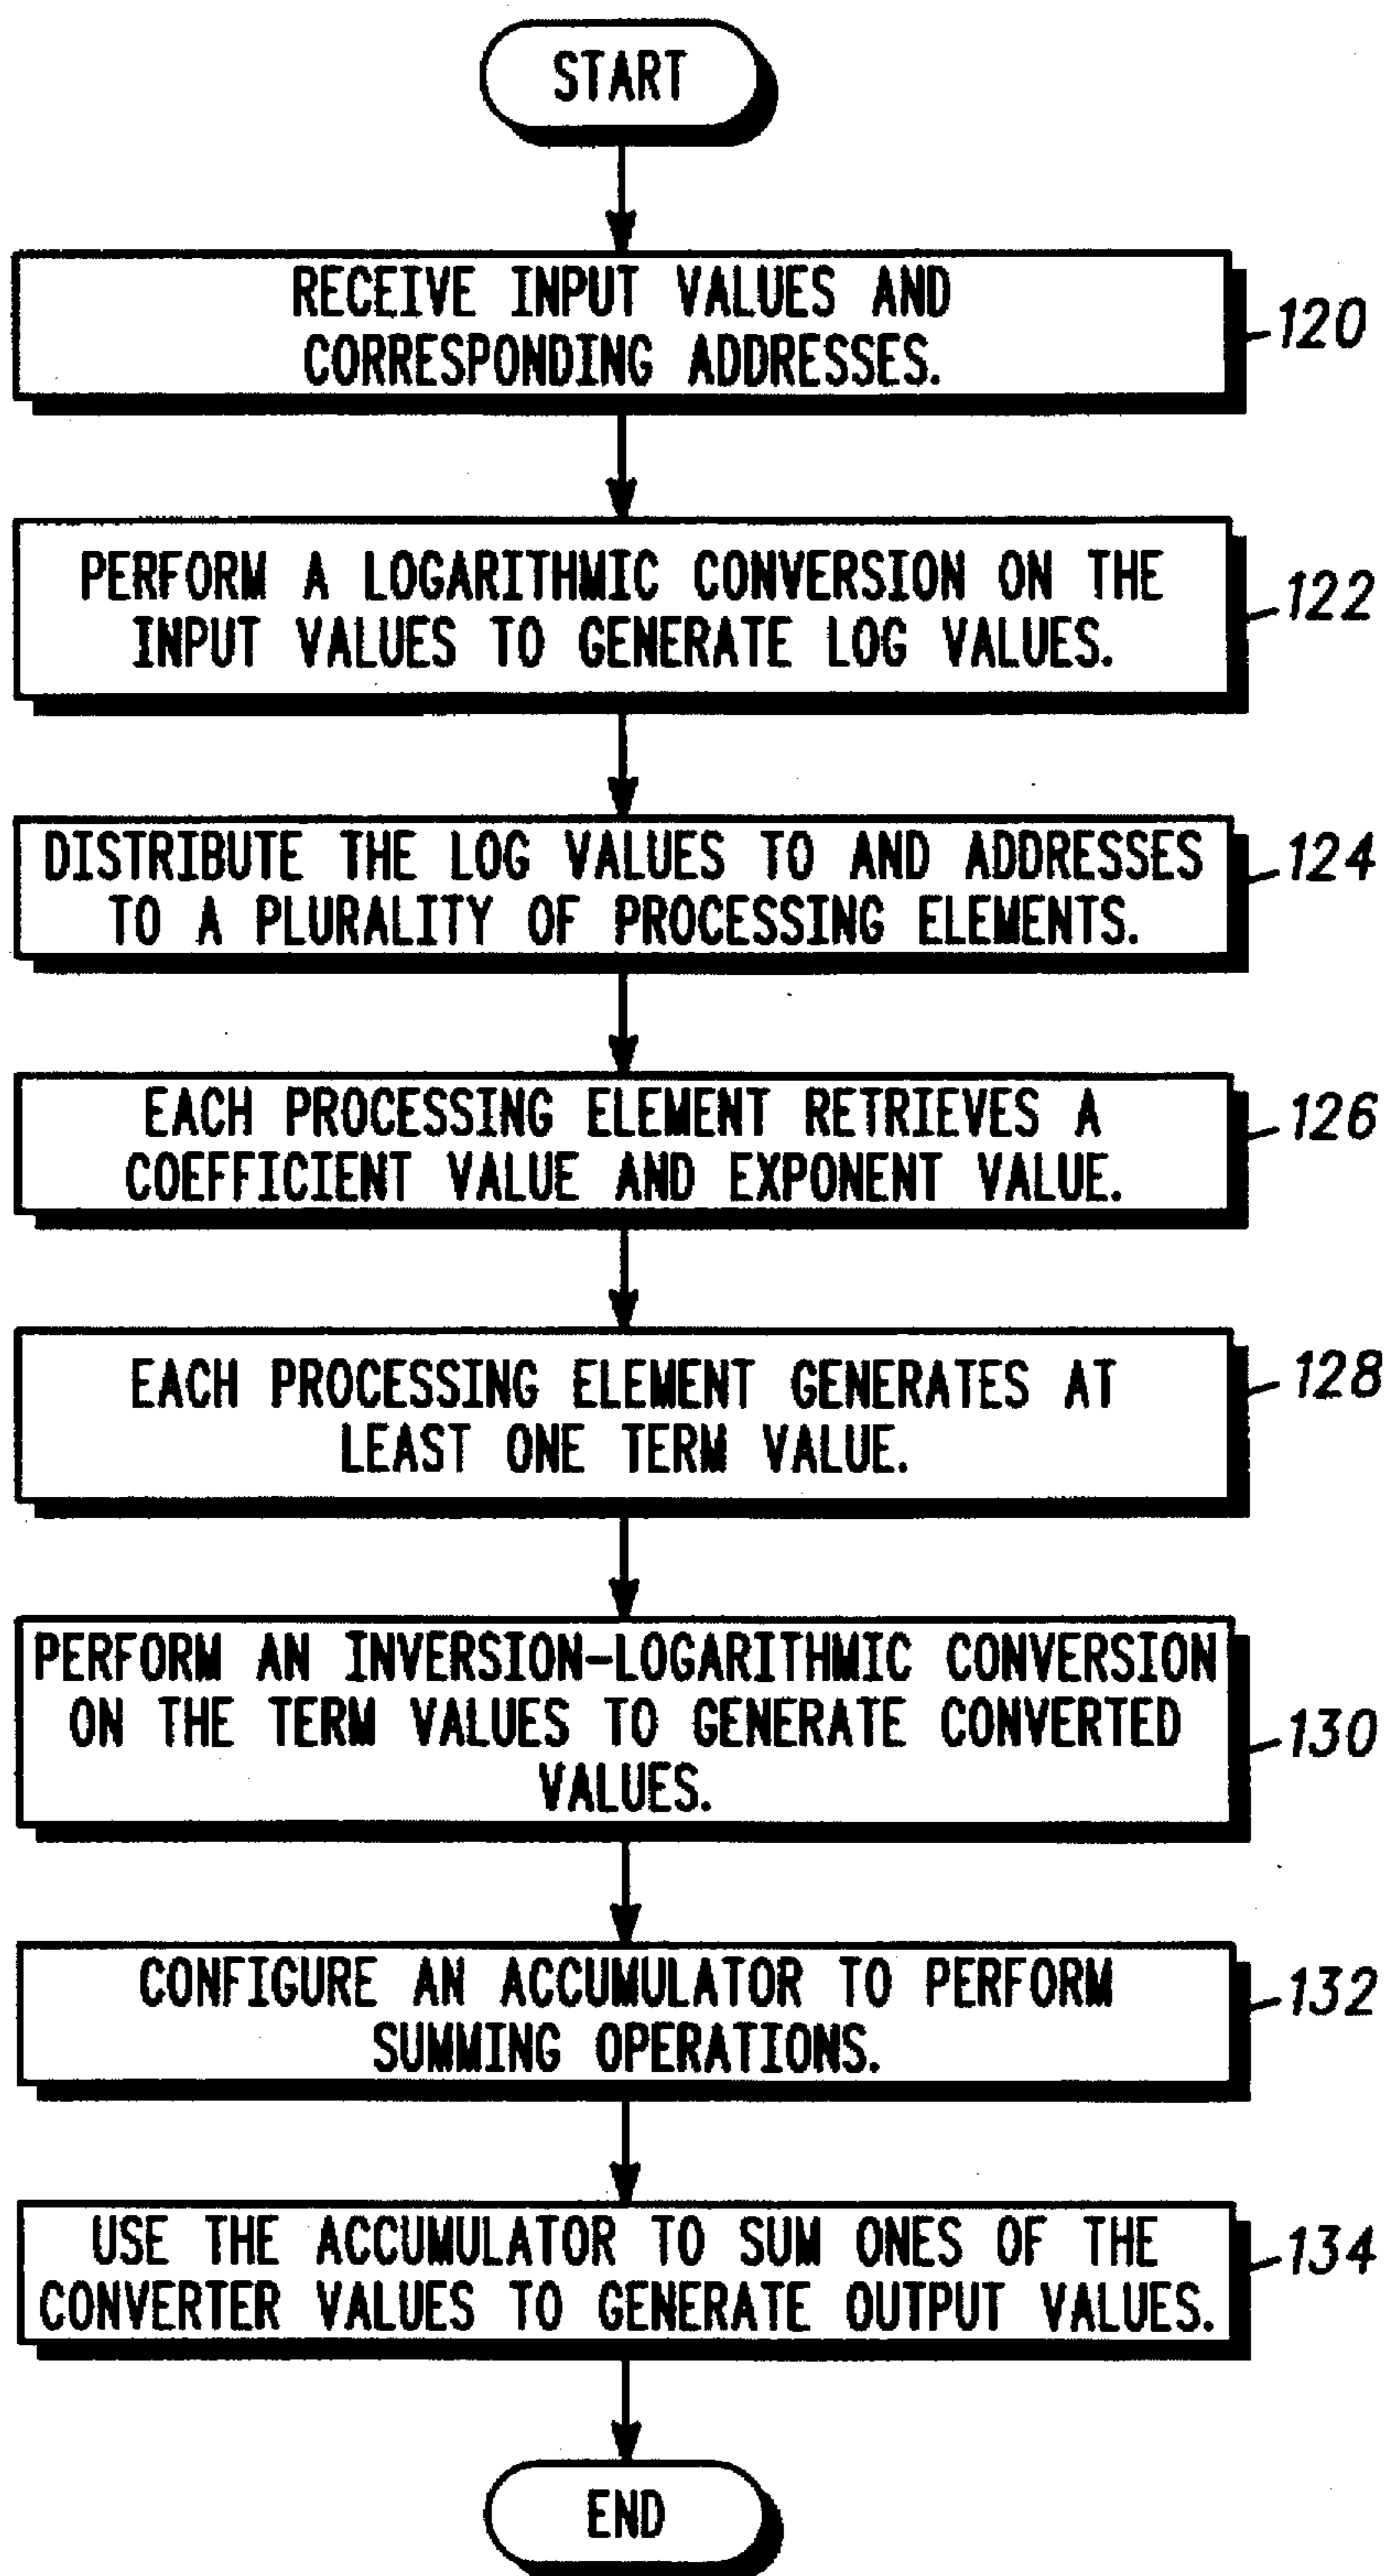 START
RECEIVE INPUT VALUES AND
CORRESPONDING ADDRESSES.
120
PERFORM A LOGARITHMIC CONVERSION ON THE
INPUT VALUES TO GENERATE LOG VALUES.
122
DISTRIBUTE THE LOG VALUES TO AND ADDRESSES
TO A PLURALITY OF PROCESSING ELEMENTS.
124
EACH PROCESSING ELEMENT RETRIEVES A
COEFFICIENT VALUE AND EXPONENT VALUE.
126
EACH PROCESSING ELEMENT GENERATES AT
LEAST ONE TERM VALUE.
128
PERFORM AN INVERSION-LOGARITHMIC CONVERSION
ON THE TERM VALUES TO GENERATE CONVERTED
VALUES.
130
CONFIGURE AN ACCUMULATOR TO PERFORM
SUMMING OPERATIONS.
132
USE THE ACCUMULATOR TO SUM ONES OF THE
CONVERTER VALUES TO GENERATE OUTPUT VALUES.
134
END